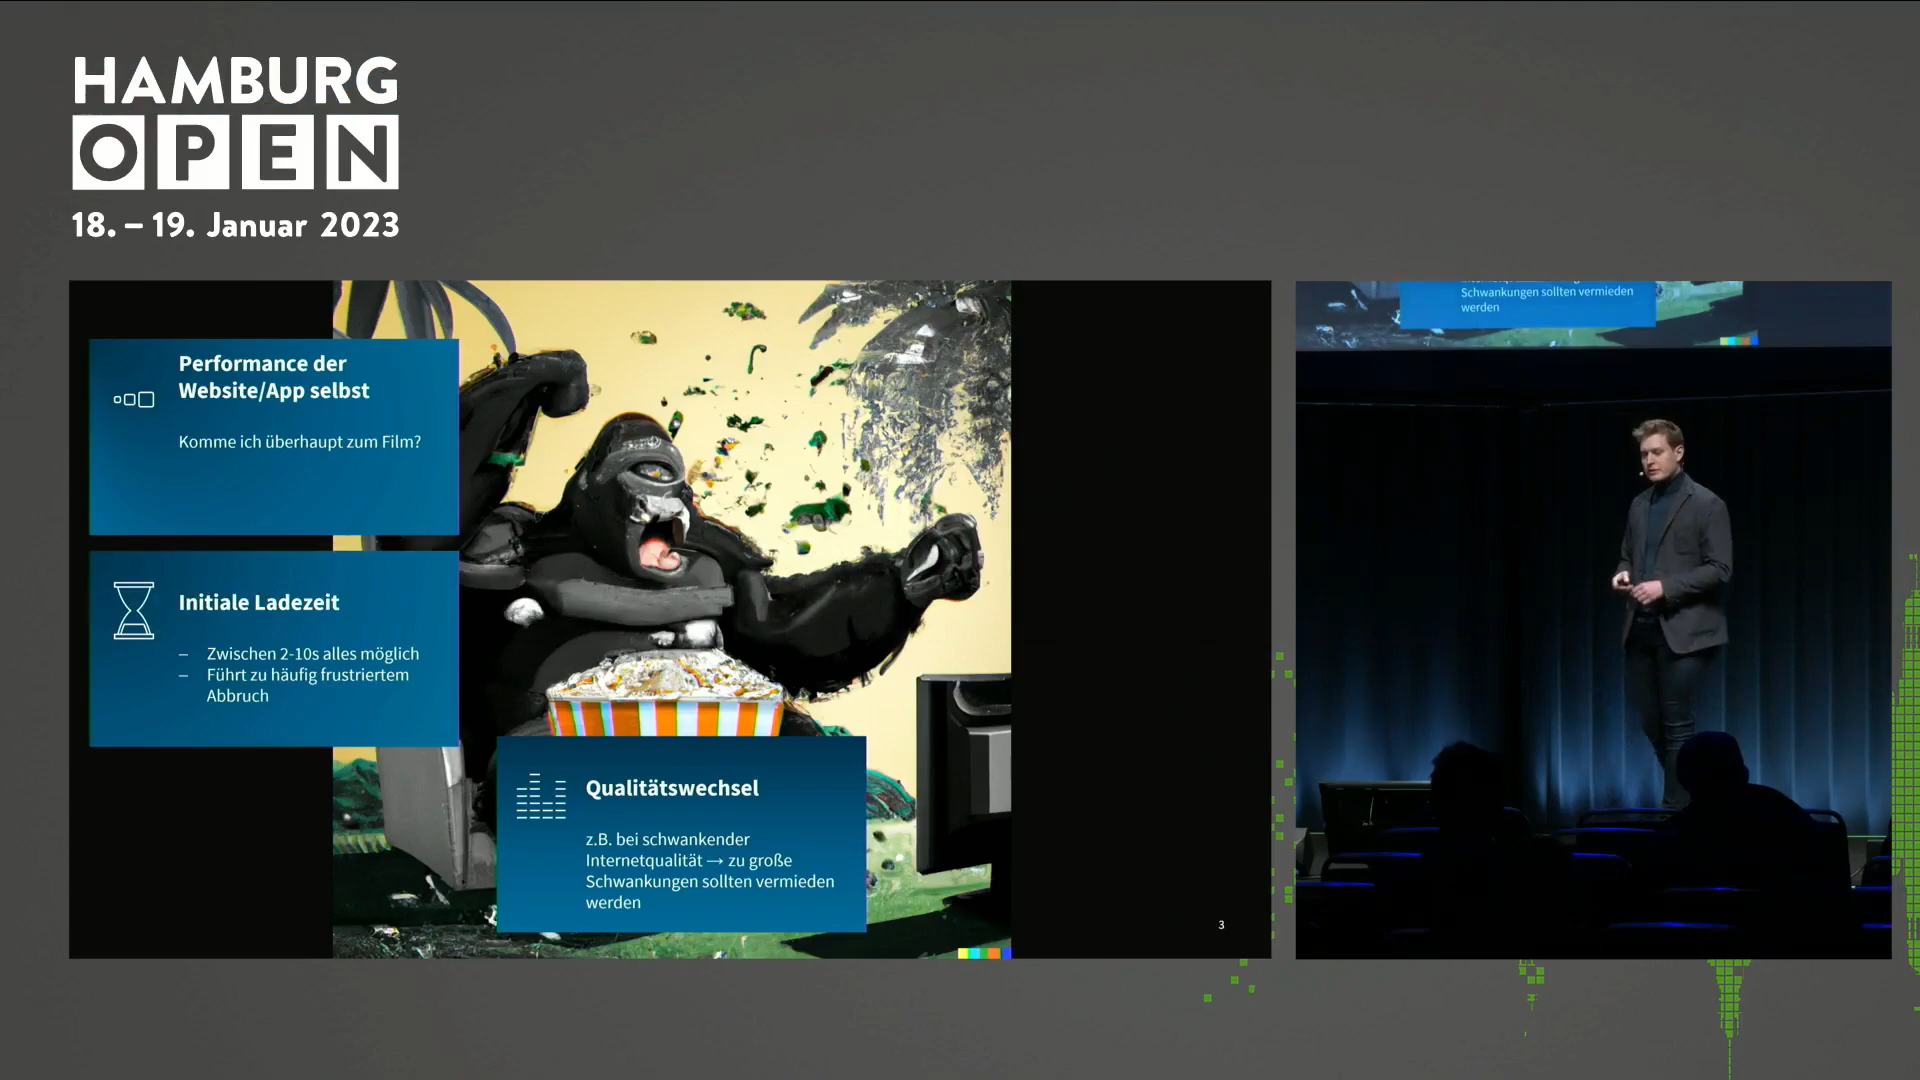 HAMBURG
OPEN
18. – 19. Januar 2023
Performance der
Website/App selbst
Komme ich überhaupt zum Film?
Initiale Ladezeit
– Zwischen 2-10s alles möglich
– Führt zu häufig frustriertem
Abbruch
Qualitätswechsel
z.B. bei schwankender
Internetqualität → zu große
Schwankungen sollten vermieden
werden
3
Schwankungen sollten vermieden
werden